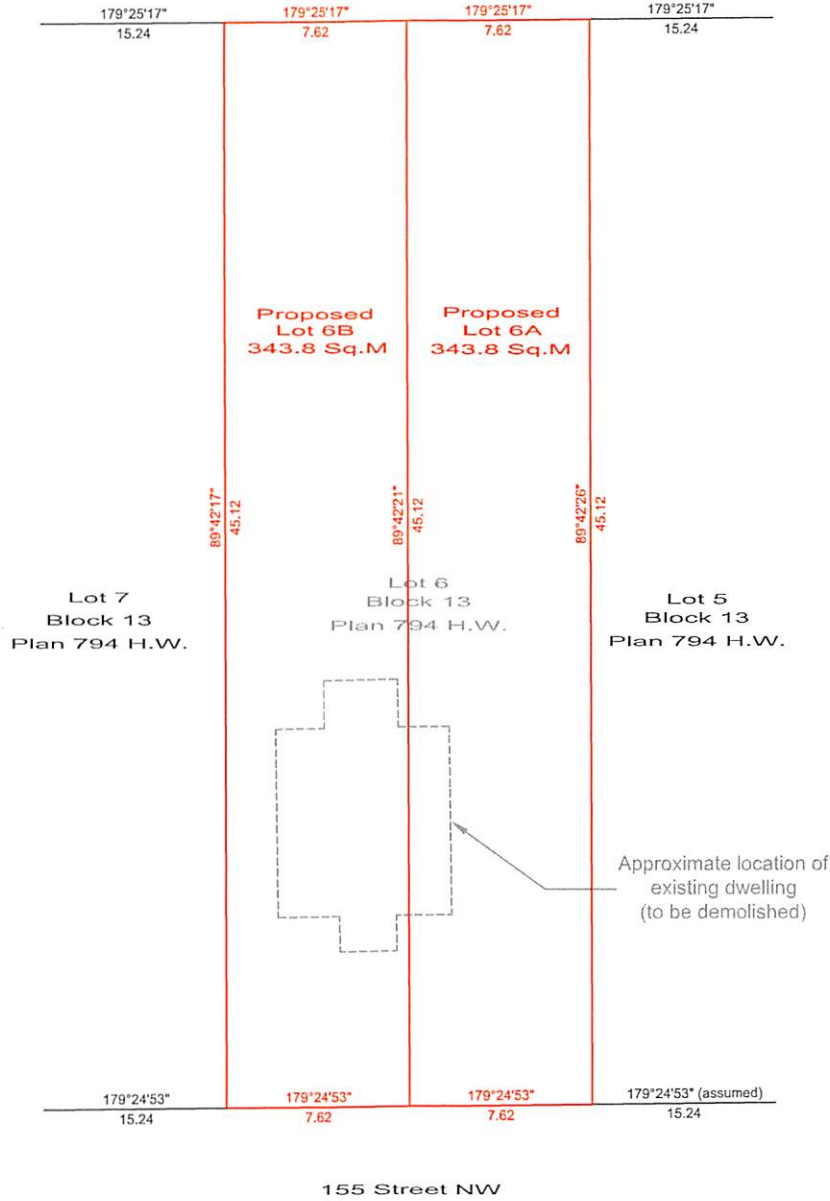 179°25'17"
179°25'17"
179°25'17"
179°25'17"
15.24
7.62
7.62
15.24
Proposed
Lot 6B
343.8 Sq.M
Proposed
Lot 6A
343.8 Sq.M
89°42'17"
45.12
89°42'21"
45.12
89°42'26"
45.12
Lot 7
Block 13
Plan 794 H.W.
Lot 6
Block 13
Plan 794 H.W.
Lot 5
Block 13
Plan 794 H.W.
Approximate location of
existing dwelling
(to be demolished)
179°24'53"
179°24'53"
179°24'53"
179°24'53" (assumed)
15.24
7.62
7.62
15.24
155 Street NW